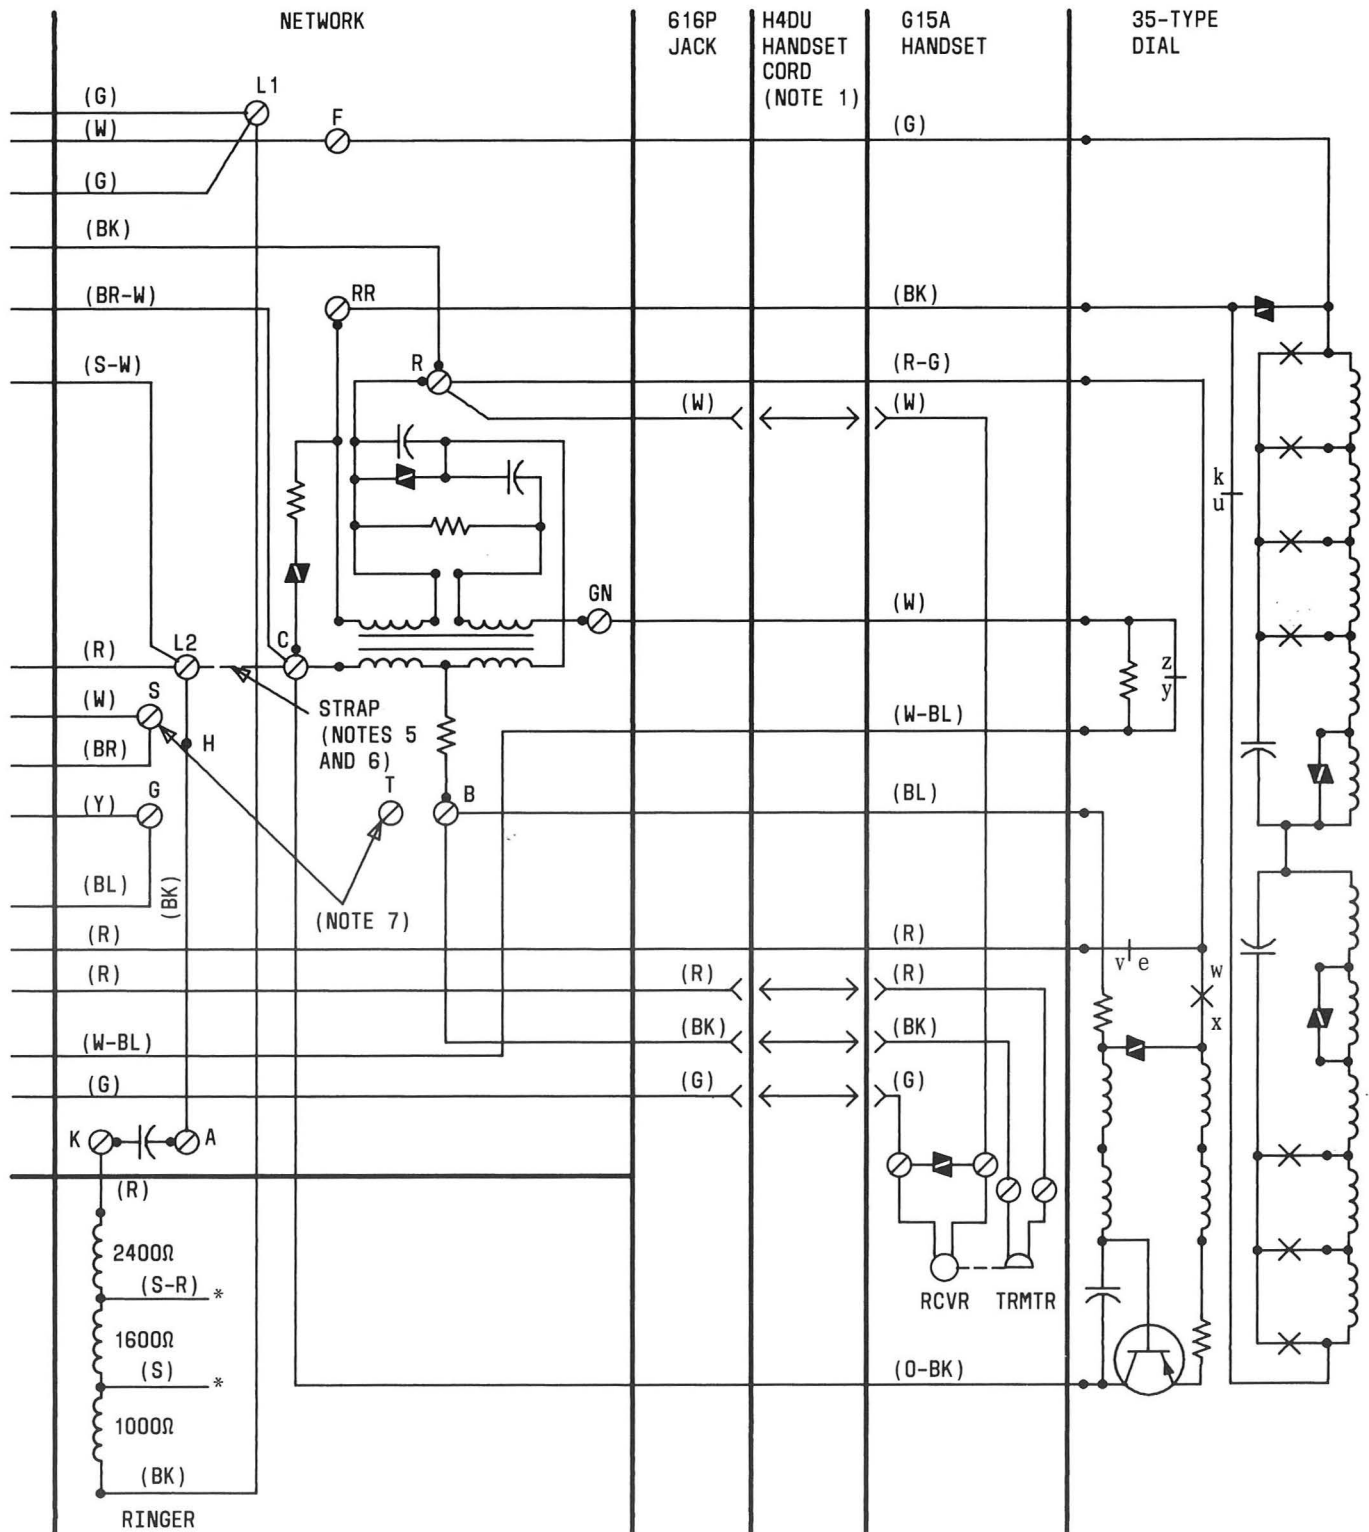 NETWORK
616P
JACK
H4DU
HANDSET
CORD
(NOTE 1)
G15A
HANDSET
35-TYPE
DIAL
(G)
L1
(W)
F
(G)
(G)
(BK)
(BR-W)
RR
(BK)
(S-W)
R
(R-G)
(W)
(W)
k
u
GN
(W)
(R)
L2
C
z
y
(W)
S
STRAP
(NOTES 5
AND 6)
(W-BL)
(BR)
H
(Y)
G
T
B
(BL)
(BL)
(BK)
(NOTE 7)
(R)
(R)
v
e
w
x
(R)
(R)
(R)
(BK)
(BK)
(W-BL)
(G)
(G)
(G)
K
A
(R)
2400Ω
(S-R) *
RCVR
TRMTR
1600Ω
(S) *
(O-BK)
1000Ω
(BK)
RINGER